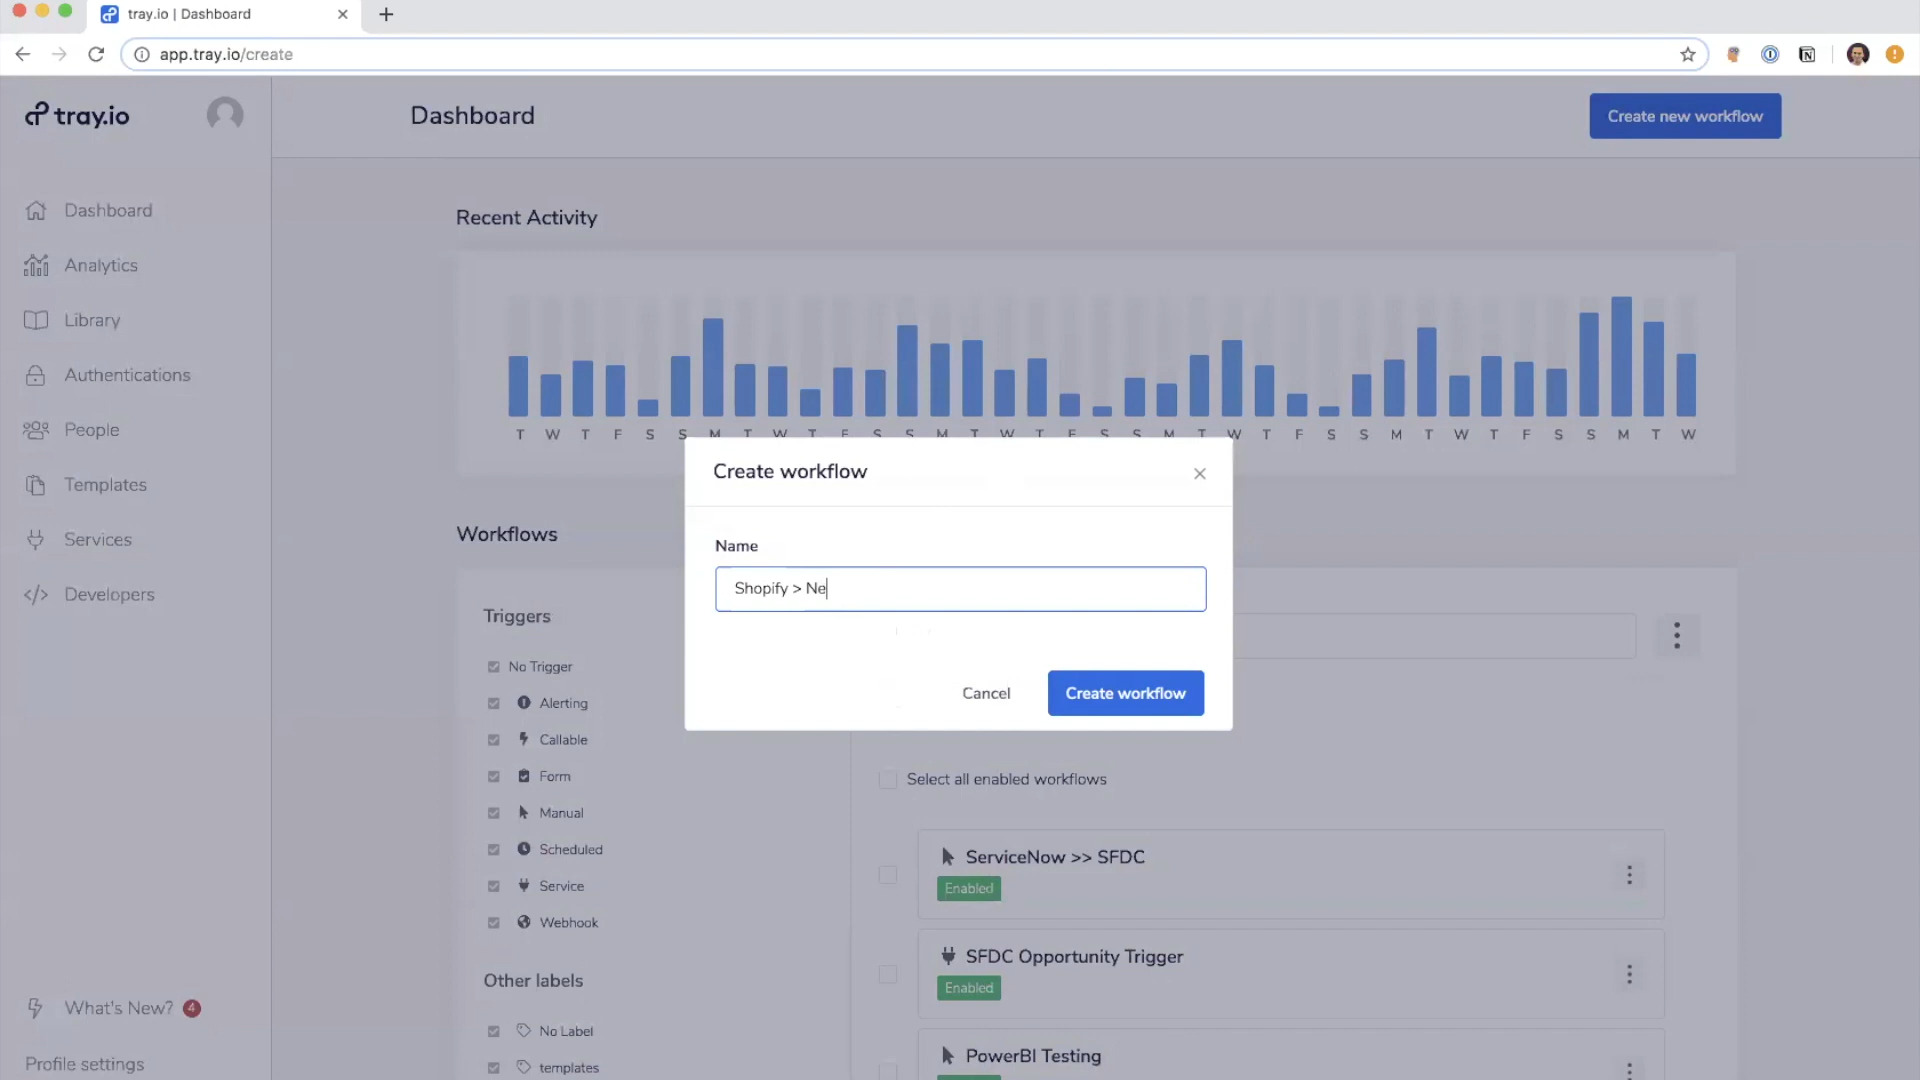 tray.io | Dashboard
app.tray.io/create
tray.io
Dashboard
Create new workflow
Dashboard
Analytics
Library
Authentications
People
Templates
Services
Developers
What's New? 4
Profile settings
Recent Activity
T W T F S S M T W T F S S M T W T F S S M T W T F S S M T W T F S S M T W
Create workflow
Name
Shopify > Ne
Cancel
Create workflow
Workflows
Triggers
No Trigger
Alerting
Callable
Form
Manual
Scheduled
Service
Webhook
Other labels
No Label
templates
Select all enabled workflows
ServiceNow >> SFDC
Enabled
SFDC Opportunity Trigger
Enabled
PowerBI Testing